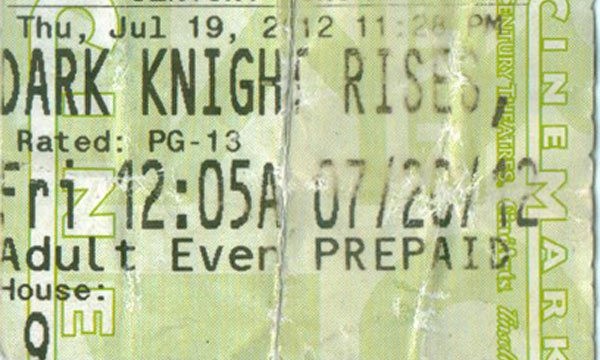 Thu, Jul 19, 2012 11:28 PM
DARK KNIGHT RISES,
Rated: PG-13
Fri 12:05A 07/20/12
Adult Even PREPAID
House:
9
CINEMARK
CENTURY THEATRES
CINE